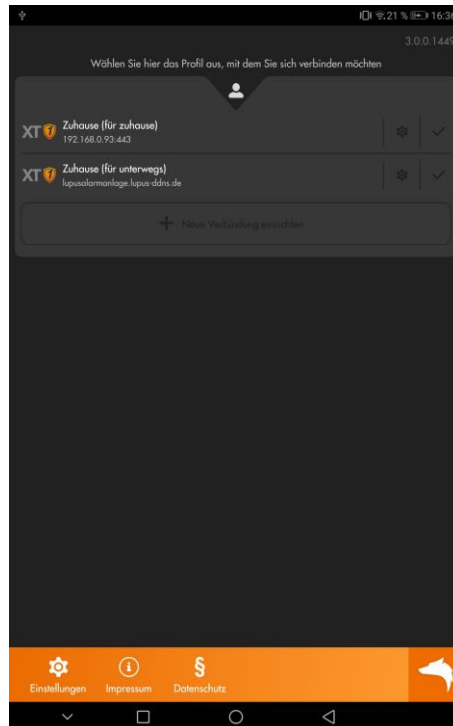 21 % 16:36
3.0.0.1449
Wählen Sie hier das Profil aus, mit dem Sie sich verbinden möchten
XT Zuhause (für zuhause)
192.168.0.93:443
XT Zuhause (für unterwegs)
lupusalarmanlage.lupus-ddns.de
+ Neue Verbindung einrichten
Einstellungen Impressum Datenschutz